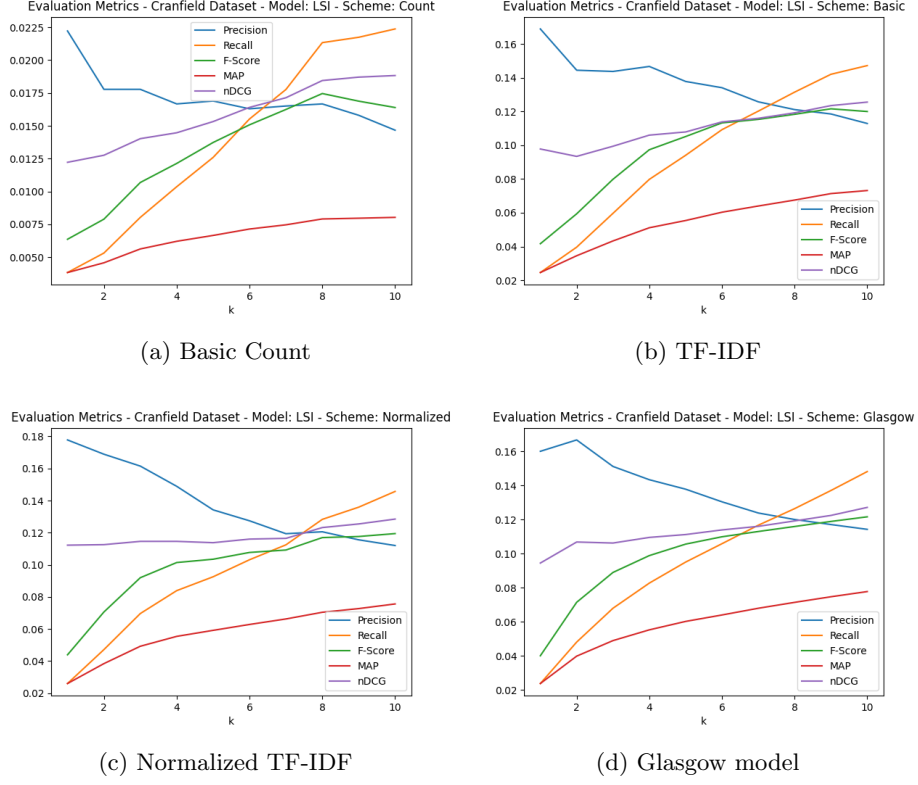 Evaluation Metrics - Cranfield Dataset - Model: LSI - Scheme: Count
0.0225
0.0200
0.0175
0.0150
0.0125
0.0100
0.0075
0.0050
Precision
Recall
F-Score
MAP
nDCG
2 4 6 8 10
k
(a) Basic Count
Evaluation Metrics - Cranfield Dataset - Model: LSI - Scheme: Basic
0.16
0.14
0.12
0.10
0.08
0.06
0.04
0.02
Precision
Recall
F-Score
MAP
nDCG
2 4 6 8 10
k
(b) TF-IDF
Evaluation Metrics - Cranfield Dataset - Model: LSI - Scheme: Normalized
0.18
0.16
0.14
0.12
0.10
0.08
0.06
0.04
0.02
Precision
Recall
F-Score
MAP
nDCG
2 4 6 8 10
k
(c) Normalized TF-IDF
Evaluation Metrics - Cranfield Dataset - Model: LSI - Scheme: Glasgow
0.16
0.14
0.12
0.10
0.08
0.06
0.04
0.02
Precision
Recall
F-Score
MAP
nDCG
2 4 6 8 10
k
(d) Glasgow model